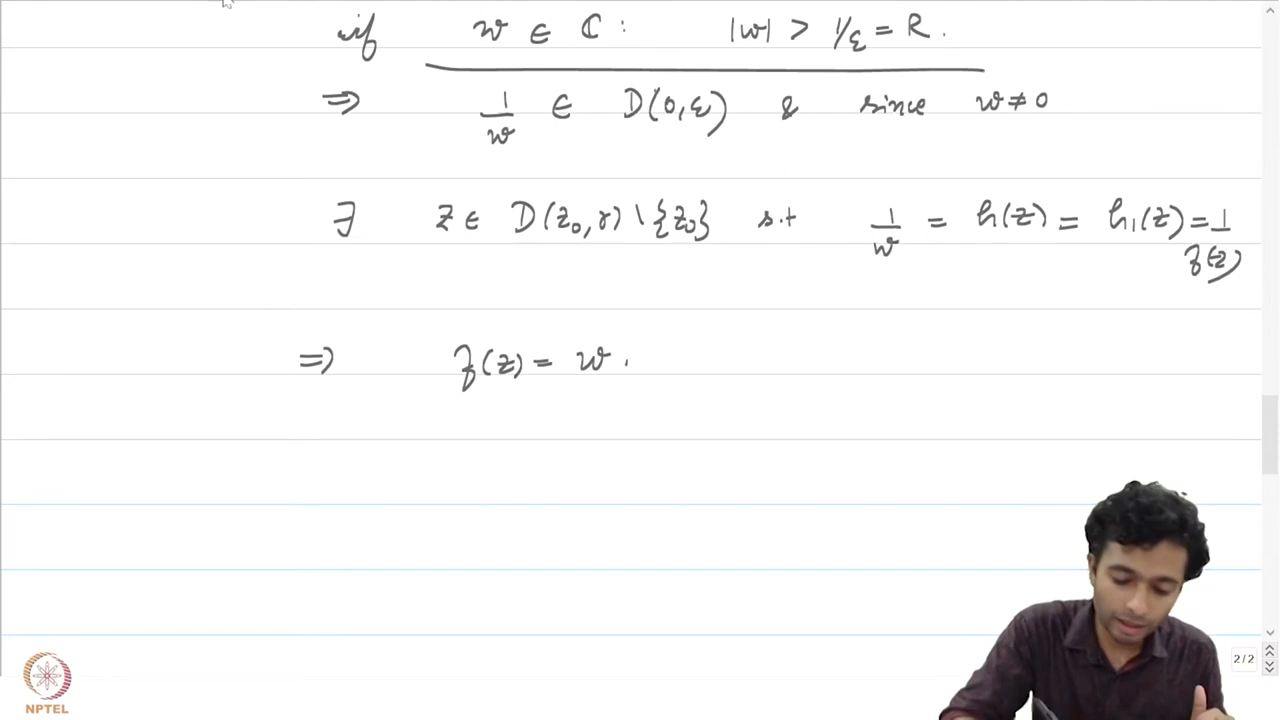 if w ∈ ℂ : |w| > 1/ε = R.
⇒ 1/w ∈ D(0,ε) & since w ≠ 0
∃ z ∈ D(z₀,r) \ {z₀} s.t 1/w = h(z) = h₁(z) = 1/f(z)
⇒ f(z) = w.
2/2
NPTEL